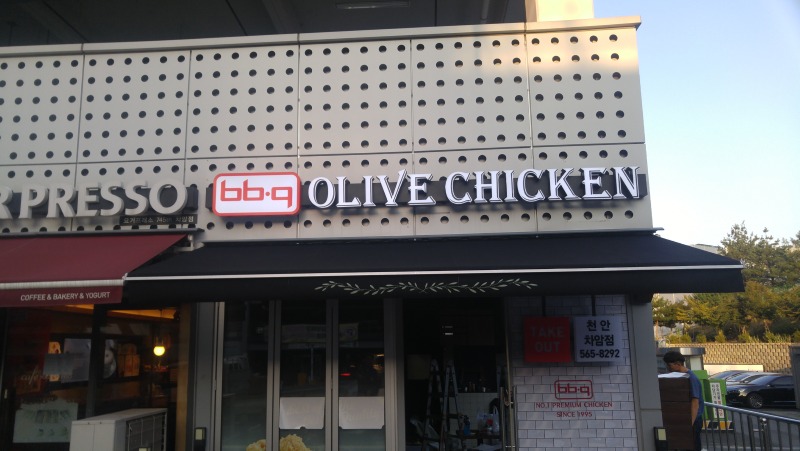 RPRESSO
bb.q OLIVE CHICKEN
COFFEE & BAKERY & YOGURT
TAKE
OUT
천안
차암점
565-8292
bb.q
NO.1 PREMIUM CHICKEN
SINCE 1995